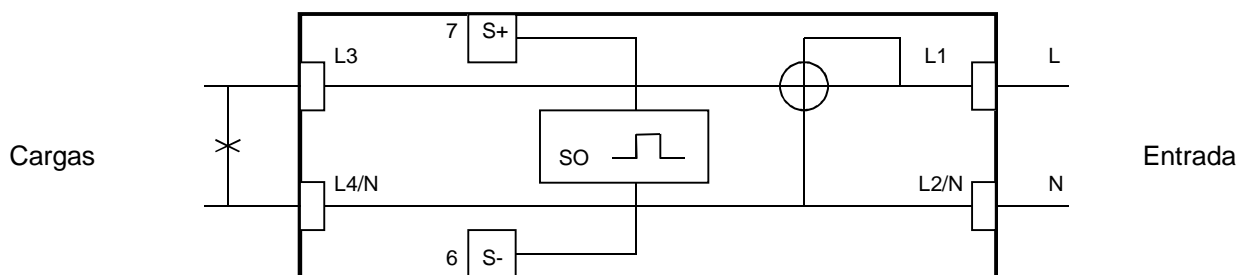 7 S+
L3
L1
L
Cargas
SO
Entrada
L4/N
L2/N
N
6 S-